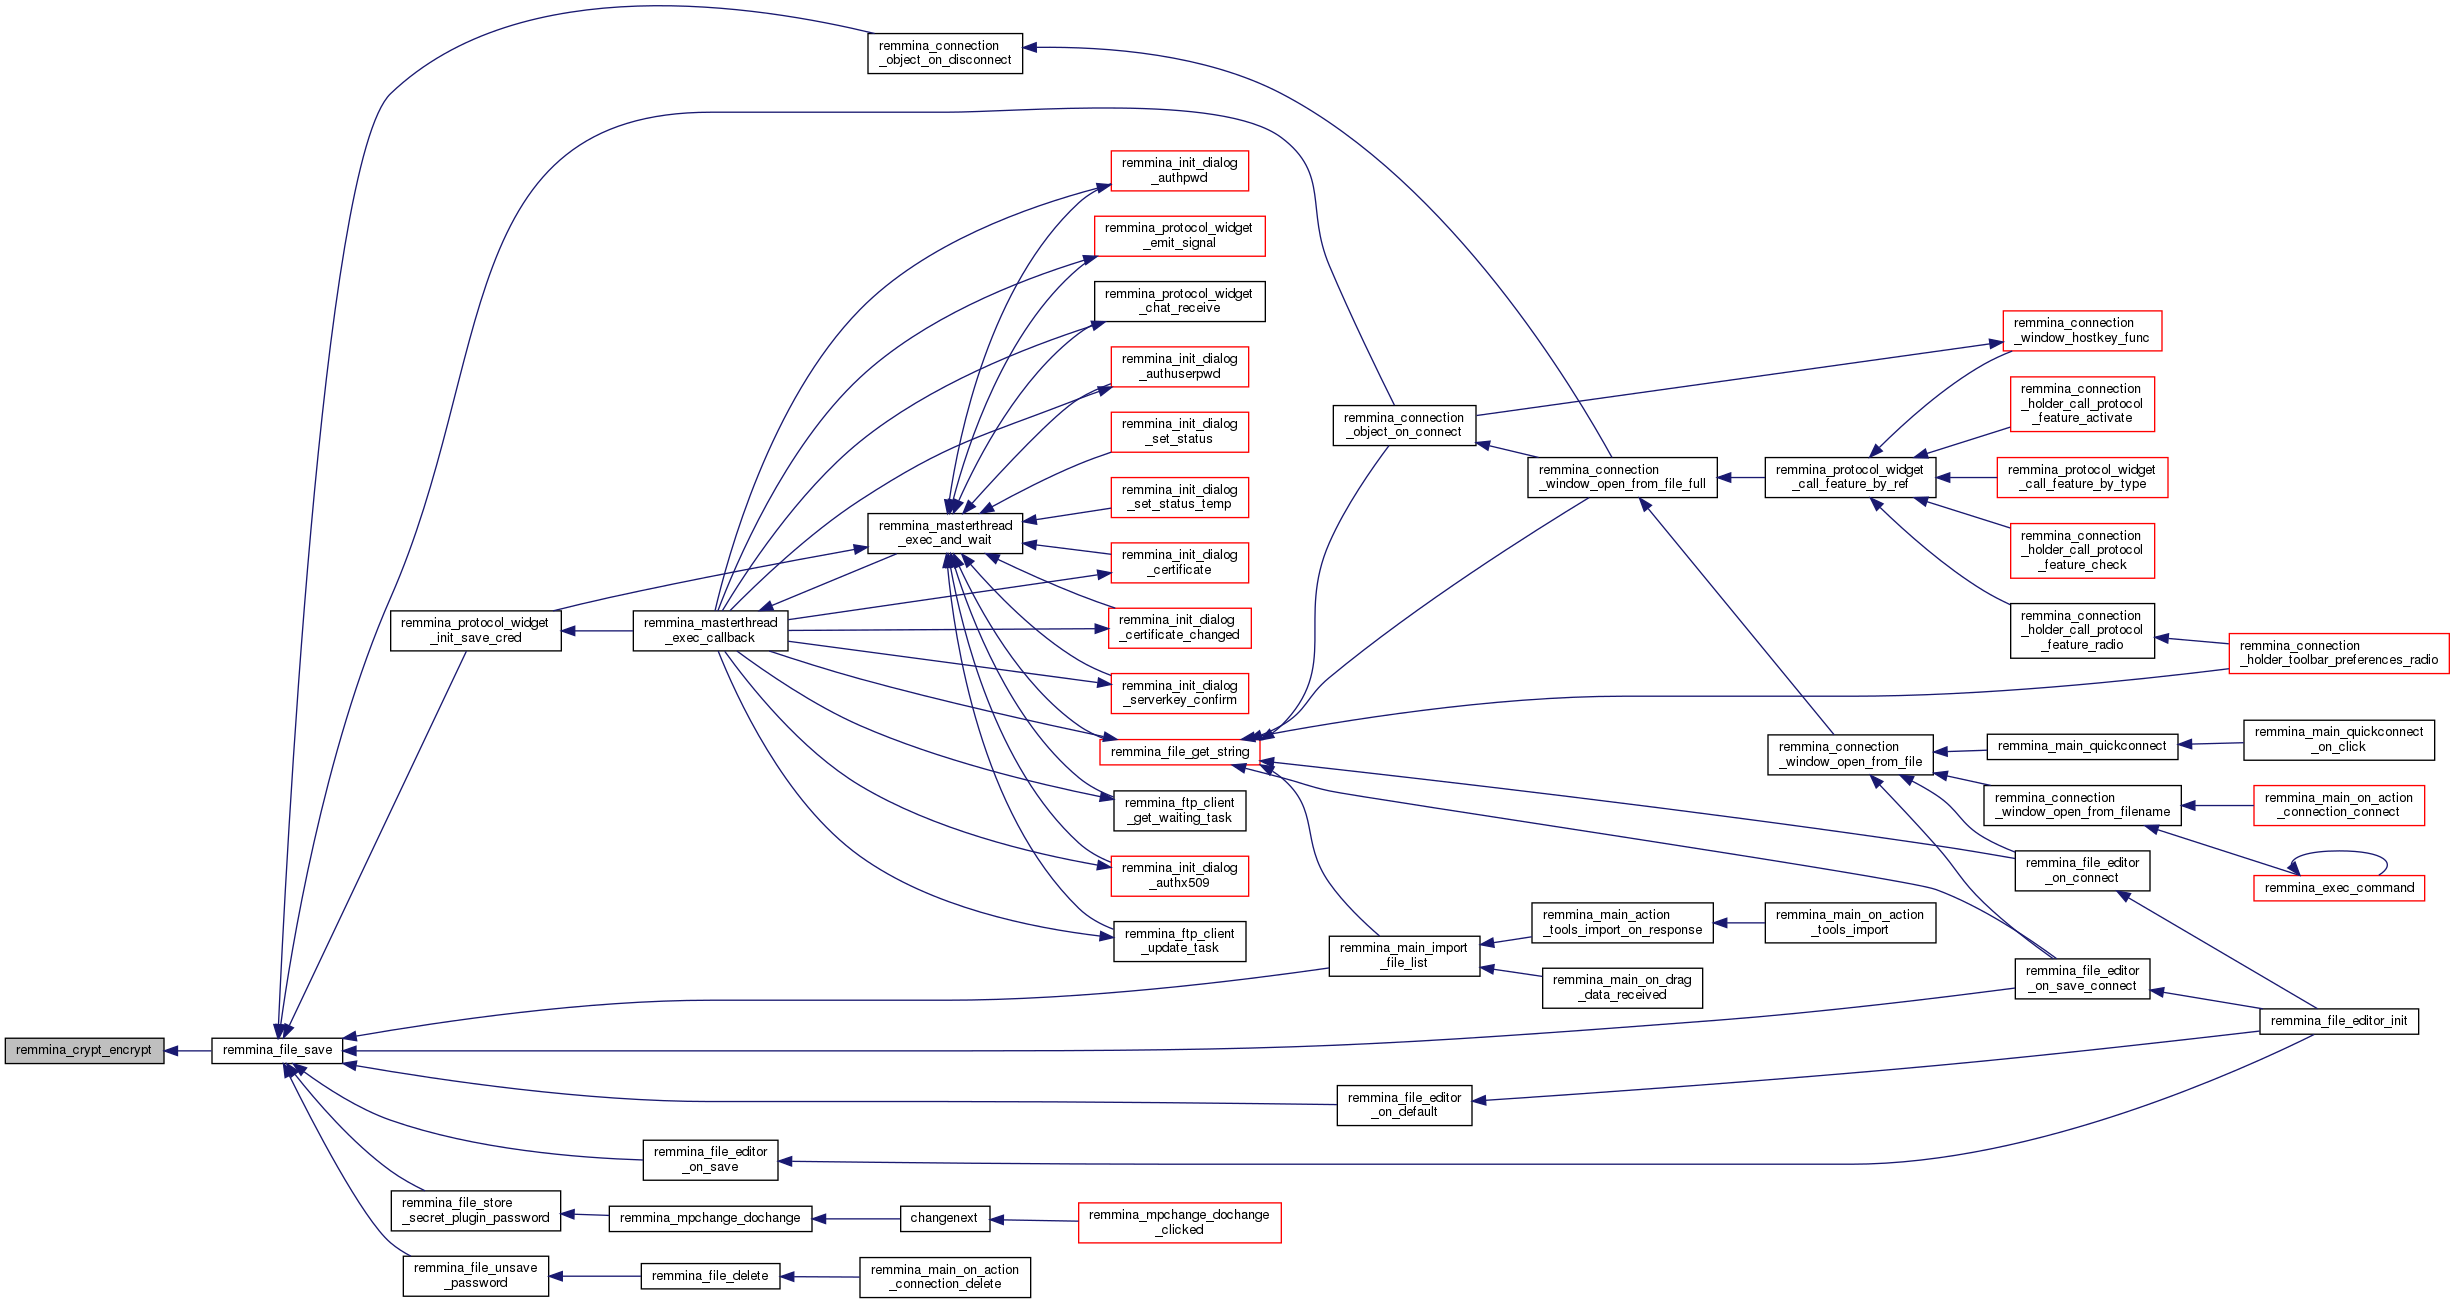 remmina_connection
_object_on_disconnect
remmina_init_dialog
_authpwd
remmina_protocol_widget
_emit_signal
remmina_protocol_widget
_chat_receive
remmina_init_dialog
_authuserpwd
remmina_init_dialog
_set_status
remmina_init_dialog
_set_status_temp
remmina_masterthread
_exec_and_wait
remmina_init_dialog
_certificate
remmina_protocol_widget
_init_save_cred
remmina_masterthread
_exec_callback
remmina_init_dialog
_certificate_changed
remmina_init_dialog
_serverkey_confirm
remmina_file_get_string
remmina_ftp_client
_get_waiting_task
remmina_init_dialog
_authx509
remmina_ftp_client
_update_task
remmina_connection
_object_on_connect
remmina_connection
_window_open_from_file_full
remmina_protocol_widget
_call_feature_by_ref
remmina_connection
_window_hostkey_func
remmina_connection
_holder_call_protocol
_feature_activate
remmina_protocol_widget
_call_feature_by_type
remmina_connection
_holder_call_protocol
_feature_check
remmina_connection
_holder_call_protocol
_feature_radio
remmina_connection
_holder_toolbar_preferences_radio
remmina_connection
_window_open_from_file
remmina_main_quickconnect
remmina_main_quickconnect
_on_click
remmina_connection
_window_open_from_filename
remmina_main_on_action
_connection_connect
remmina_file_editor
_on_connect
remmina_exec_command
remmina_main_import
_file_list
remmina_main_action
_tools_import_on_response
remmina_main_on_action
_tools_import
remmina_main_on_drag
_data_received
remmina_file_editor
_on_save_connect
remmina_file_editor_init
remmina_crypt_encrypt
remmina_file_save
remmina_file_editor
_on_default
remmina_file_editor
_on_save
remmina_file_store
_secret_plugin_password
remmina_mpchange_dochange
changenext
remmina_mpchange_dochange
_clicked
remmina_file_unsave
_password
remmina_file_delete
remmina_main_on_action
_connection_delete